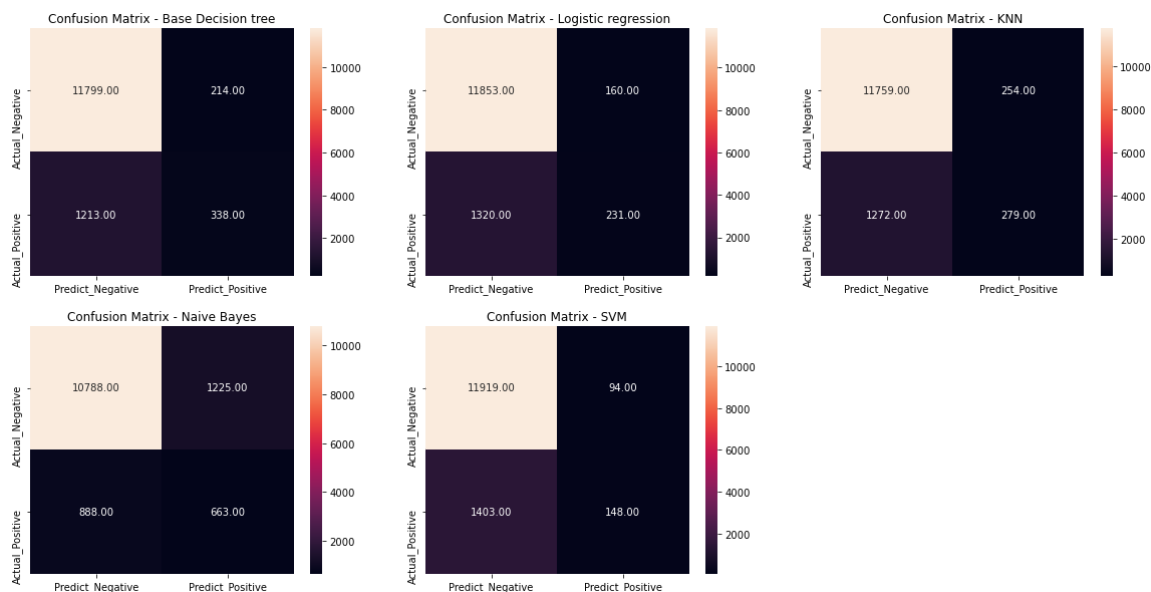 Confusion Matrix - Base Decision tree
Actual_Negative
Actual_Positive
11799.00 214.00
1213.00 338.00
Predict_Negative Predict_Positive
10000
8000
6000
4000
2000
Confusion Matrix - Logistic regression
Actual_Negative
Actual_Positive
11853.00 160.00
1320.00 231.00
Predict_Negative Predict_Positive
10000
8000
6000
4000
2000
Confusion Matrix - KNN
Actual_Negative
Actual_Positive
11759.00 254.00
1272.00 279.00
Predict_Negative Predict_Positive
10000
8000
6000
4000
2000
Confusion Matrix - Naive Bayes
Actual_Negative
Actual_Positive
10788.00 1225.00
888.00 663.00
Predict_Negative Predict_Positive
10000
8000
6000
4000
2000
Confusion Matrix - SVM
Actual_Negative
Actual_Positive
11919.00 94.00
1403.00 148.00
Predict_Negative Predict_Positive
10000
8000
6000
4000
2000